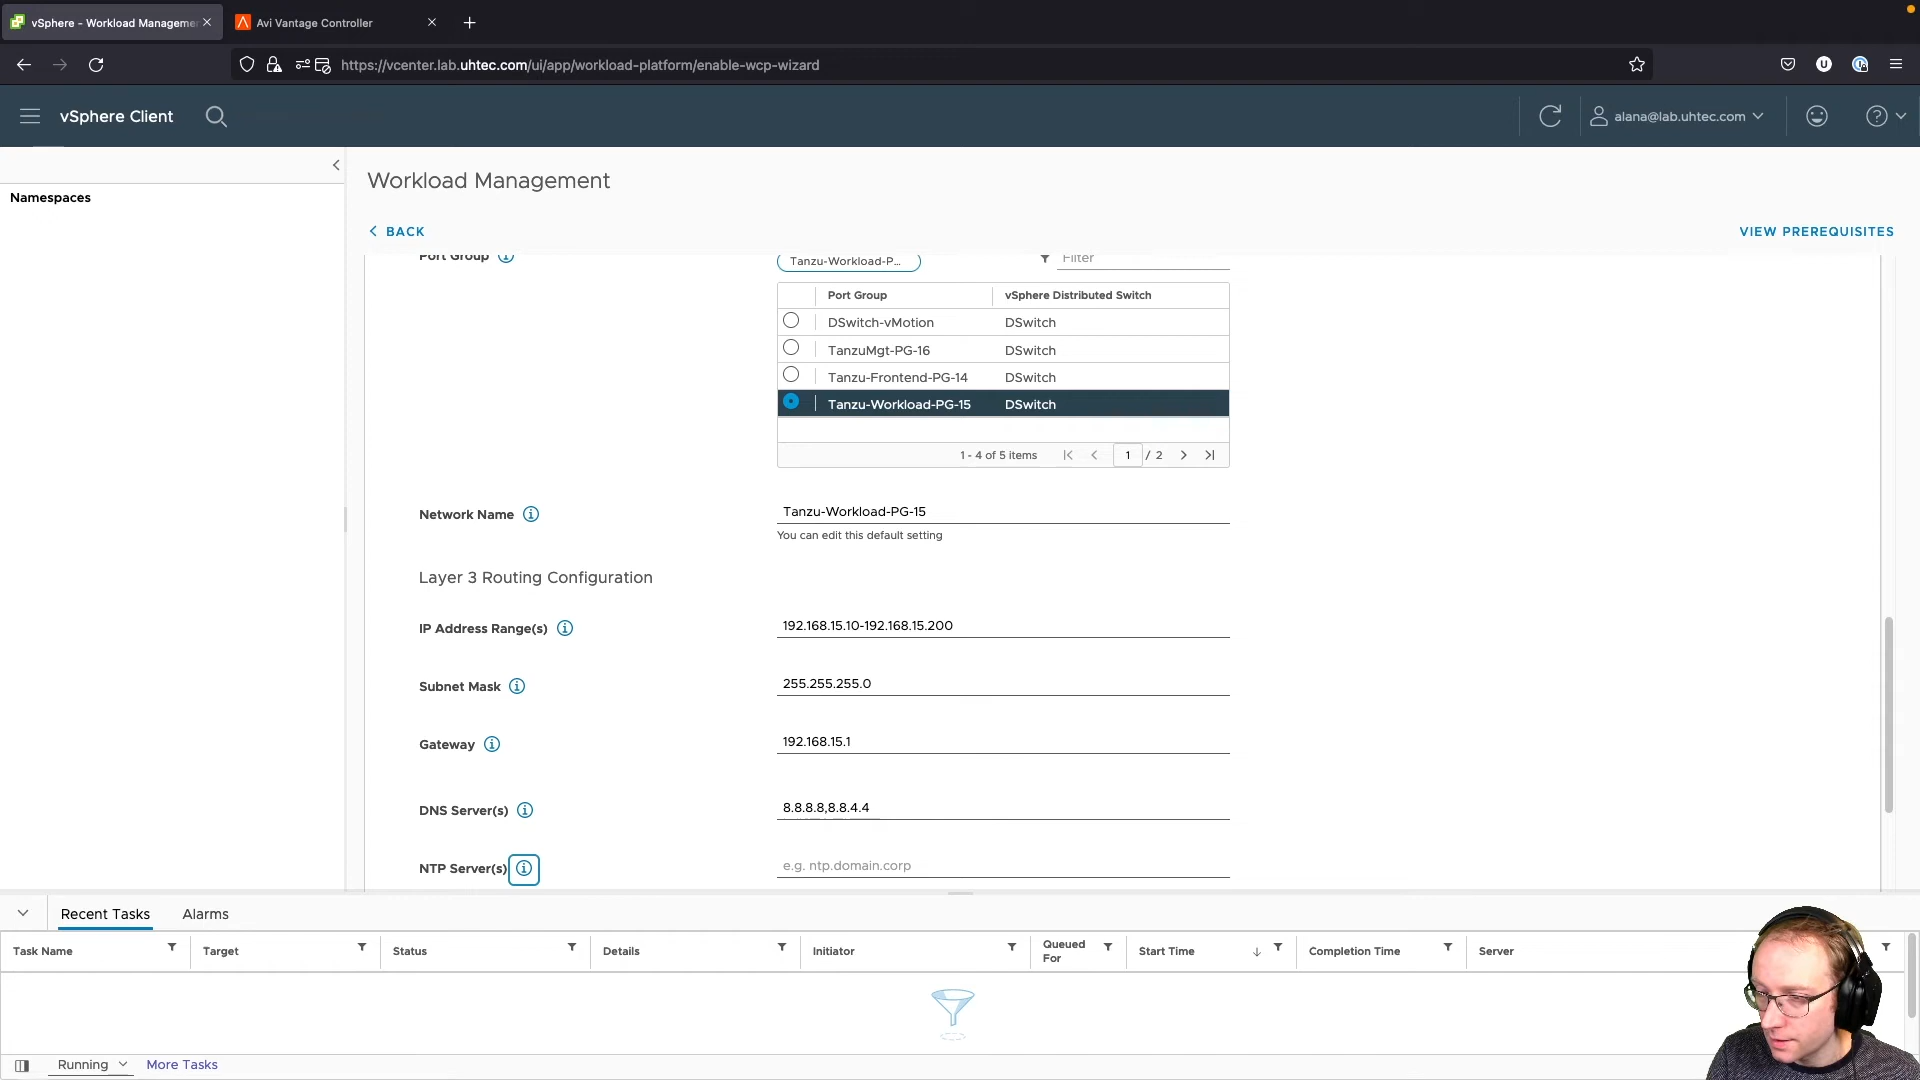 vSphere - Workload Manageme
Avi Vantage Controller
https://vcenter.lab.uhtec.com/ui/app/workload-platform/enable-wcp-wizard
U
vSphere Client
alana@lab.uhtec.com
Namespaces
Workload Management
BACK
VIEW PREREQUISITES
Port Group
Tanzu-Workload-P...
Filter
Port Group
vSphere Distributed Switch
DSwitch-vMotion
DSwitch
TanzuMgt-PG-16
DSwitch
Tanzu-Frontend-PG-14
DSwitch
Tanzu-Workload-PG-15
DSwitch
1 - 4 of 5 items
1
/ 2
Network Name
Tanzu-Workload-PG-15
You can edit this default setting
Layer 3 Routing Configuration
IP Address Range(s)
192.168.15.10-192.168.15.200
Subnet Mask
255.255.255.0
Gateway
192.168.15.1
DNS Server(s)
8.8.8.8,8.8.4.4
NTP Server(s)
e.g. ntp.domain.corp
Recent Tasks
Alarms
Task Name
Target
Status
Details
Initiator
Queued
For
Start Time
Completion Time
Server
Running
More Tasks